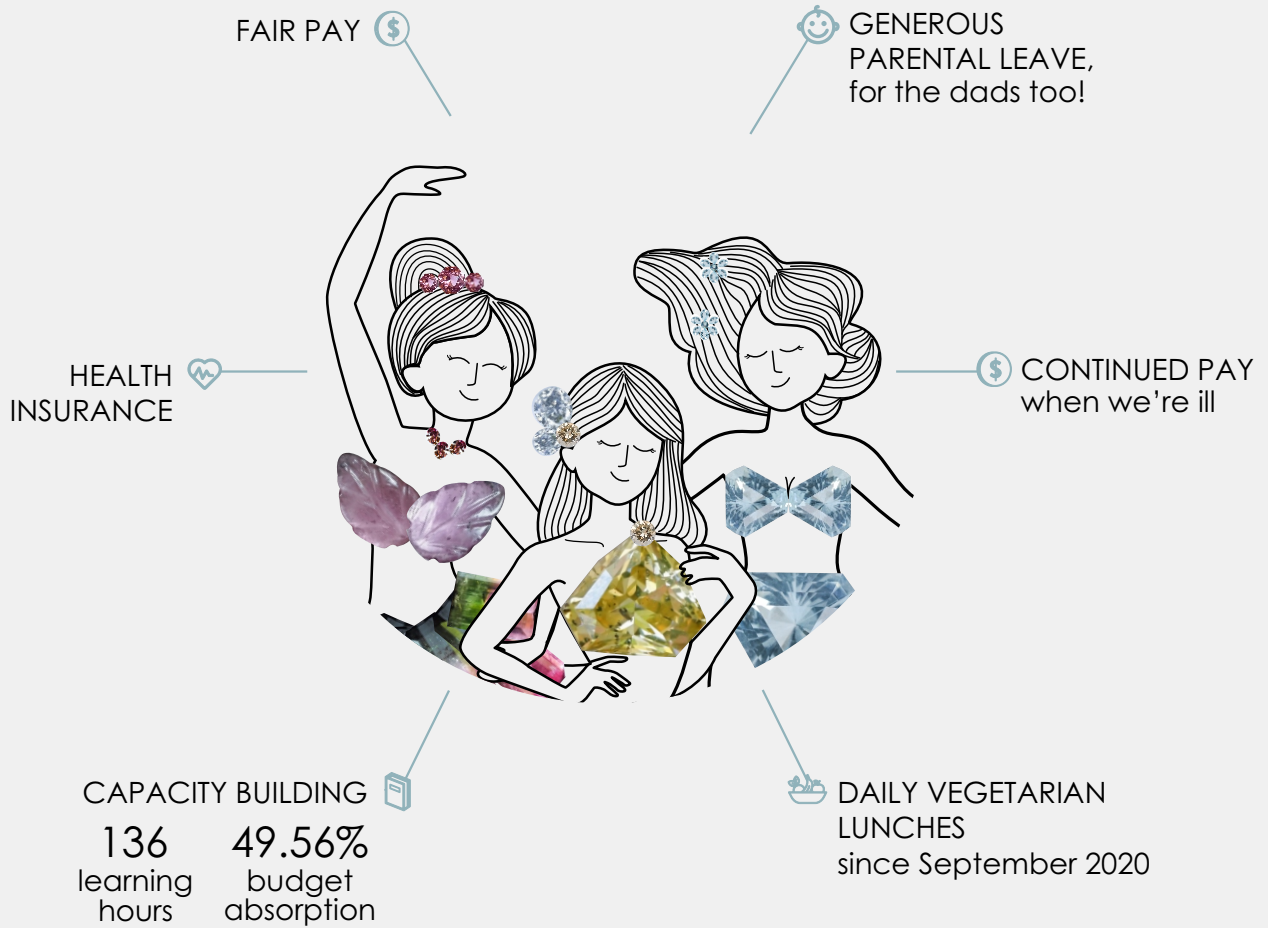 FAIR PAY
GENEROUS
PARENTAL LEAVE,
for the dads too!
HEALTH
INSURANCE
CONTINUED PAY
when we’re ill
CAPACITY BUILDING
136
learning
hours
49.56%
budget
absorption
DAILY VEGETARIAN
LUNCHES
since September 2020